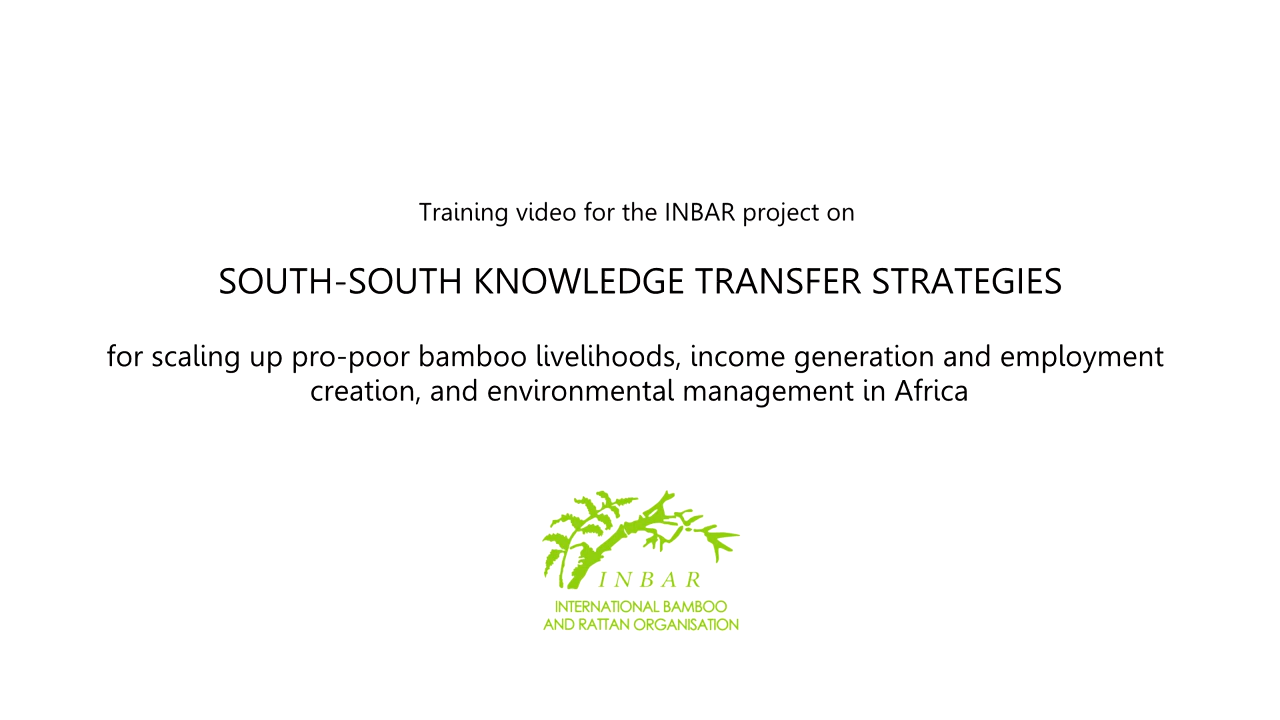 Training video for the INBAR project on
SOUTH-SOUTH KNOWLEDGE TRANSFER STRATEGIES
for scaling up pro-poor bamboo livelihoods, income generation and employment
creation, and environmental management in Africa
INBAR
INTERNATIONAL BAMBOO
AND RATTAN ORGANISATION